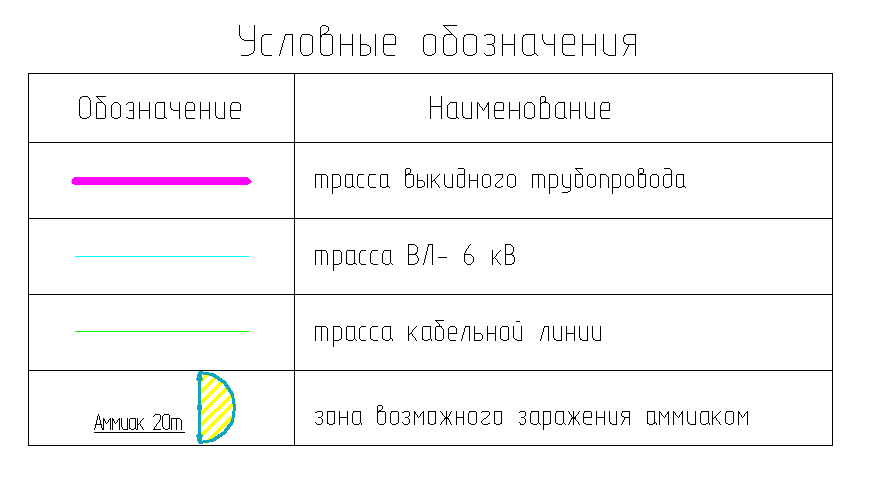 Условные обозначения
Обозначение Наименование
трасса выкидного трубопровода
трасса ВЛ- 6 кВ
трасса кабельной линии
Аммиак 20т зона возможного заражения аммиаком